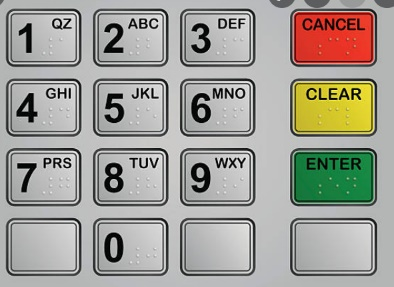 1 QZ 2 ABC 3 DEF CANCEL
4 GHI 5 JKL 6 MNO CLEAR
7 PRS 8 TUV 9 WXY ENTER
0